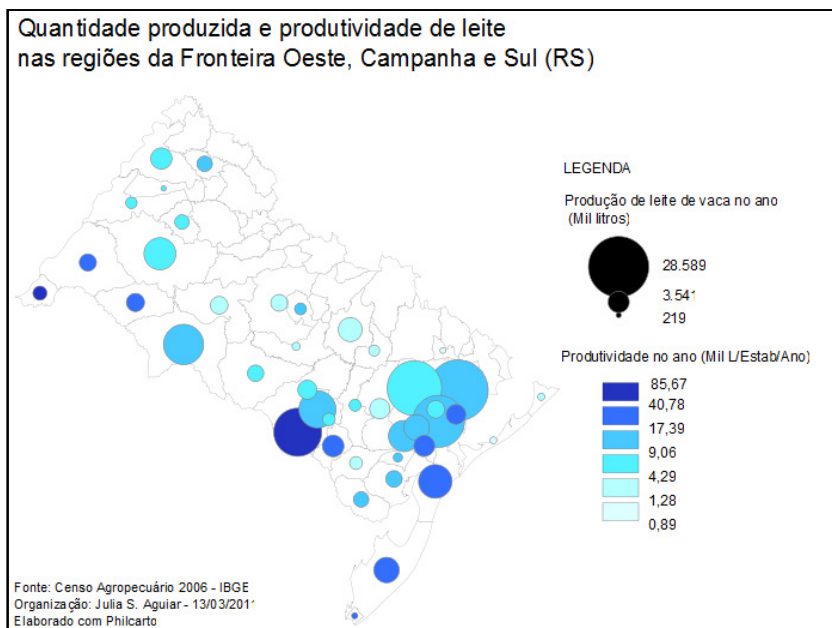 Quantidade produzida e produtividade de leite
nas regiões da Fronteira Oeste, Campanha e Sul (RS)
LEGENDA
Produção de leite de vaca no ano
(Mil litros)
28.589
3.541
219
Produtividade no ano (Mil L/Estab/Ano)
85,67
40,78
17,39
9,06
4,29
1,28
0,89
Fonte: Censo Agropecuário 2006 - IBGE
Organização: Julia S. Aguiar - 13/03/2011
Elaborado com Philcarto